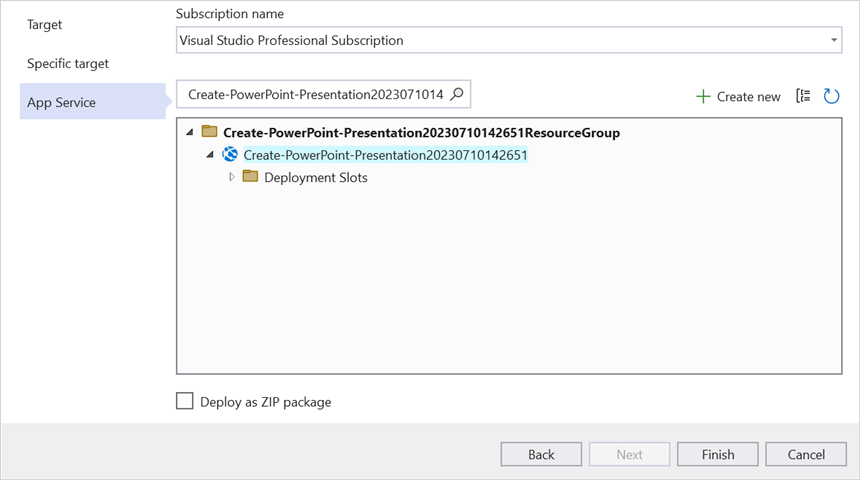 Target
Specific target
App Service
Subscription name
Visual Studio Professional Subscription
Create-PowerPoint-Presentation2023071014
Create new
Create-PowerPoint-Presentation20230710142651ResourceGroup
Create-PowerPoint-Presentation20230710142651
Deployment Slots
Deploy as ZIP package
Back
Next
Finish
Cancel